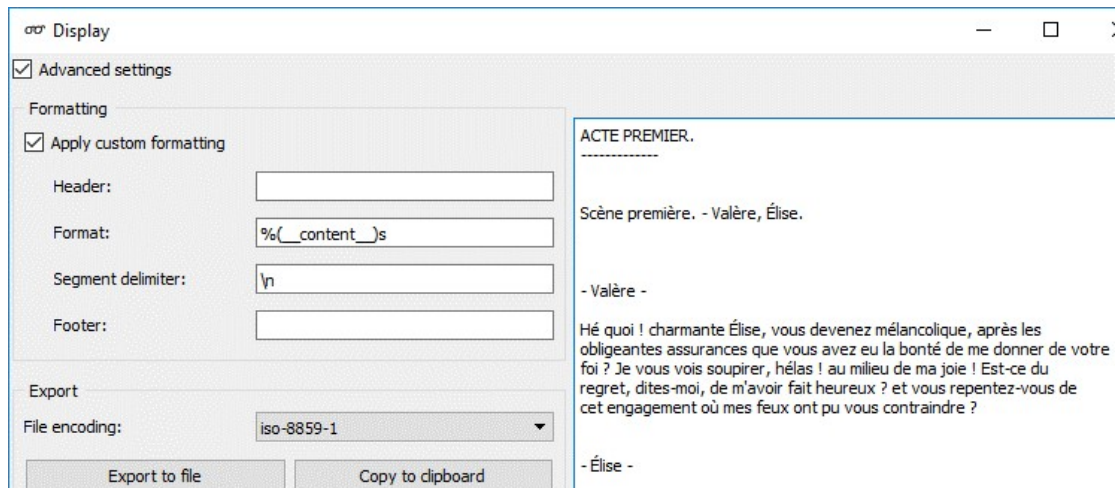 Display
Advanced settings
Formatting
Apply custom formatting
Header:
Format:
%(__content__)s
Segment delimiter:
\n
Footer:
Export
File encoding:
iso-8859-1
Export to file
Copy to clipboard
ACTE PREMIER.
-------------
Scène première. - Valère, Élise.
- Valère -
Hé quoi ! charmante Élise, vous devenez mélancolique, après les
obligeantes assurances que vous avez eu la bonté de me donner de votre
foi ? Je vous vois soupirer, hélas ! au milieu de ma joie ! Est-ce du
regret, dites-moi, de m'avoir fait heureux ? et vous repentez-vous de
cet engagement où mes feux ont pu vous contraindre ?
- Élise -